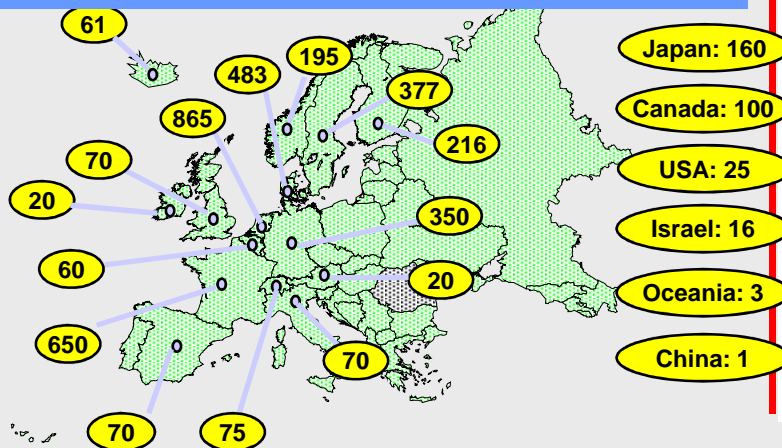 61
195
483
377
865
216
70
20
350
60
20
650
70
70
75
Japan: 160
Canada: 100
USA: 25
Israel: 16
Oceania: 3
China: 1